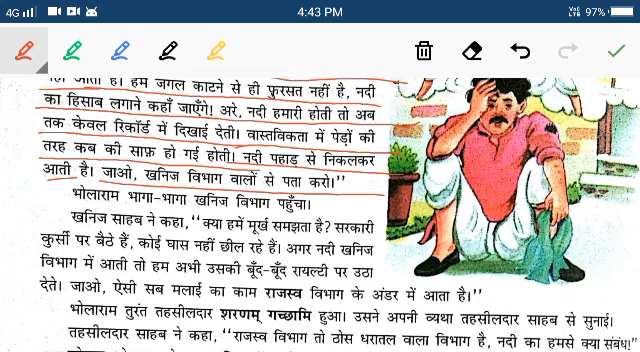 4G
4:43 PM
VoI LTE 97%
आती है। हमें जंगल काटने से ही फ़ुरसत नहीं है, नदी
का हिसाब लगाने कहाँ जाएँगे! अरे, नदी हमारी होती तो अब
तक केवल रिकॉर्ड में दिखाई देती। वास्तविकता में पेड़ों की
तरह कब की साफ़ हो गई होती। नदी पहाड़ से निकलकर
आती है। जाओ, खनिज विभाग वालों से पता करो।''
भोलाराम भागा-भागा खनिज विभाग पहुँचा।
खनिज साहब ने कहा, ''क्या हमें मूर्ख समझता है? सरकारी
कुर्सी पर बैठे हैं, कोई घास नहीं छील रहे हैं। अगर नदी खनिज
विभाग में आती तो हम अभी उसकी बूँद-बूँद रायल्टी पर उठा
देते। जाओ, ऐसी सब मलाई का काम राजस्व विभाग के अंडर में आता है।''
भोलाराम तुरंत तहसीलदार शरणम् गच्छामि हुआ। उसने अपनी व्यथा तहसीलदार साहब से सुनाई।
तहसीलदार साहब ने कहा, ''राजस्व विभाग तो ठोस धरातल वाला विभाग है, नदी का हमसे क्या संबंध!''